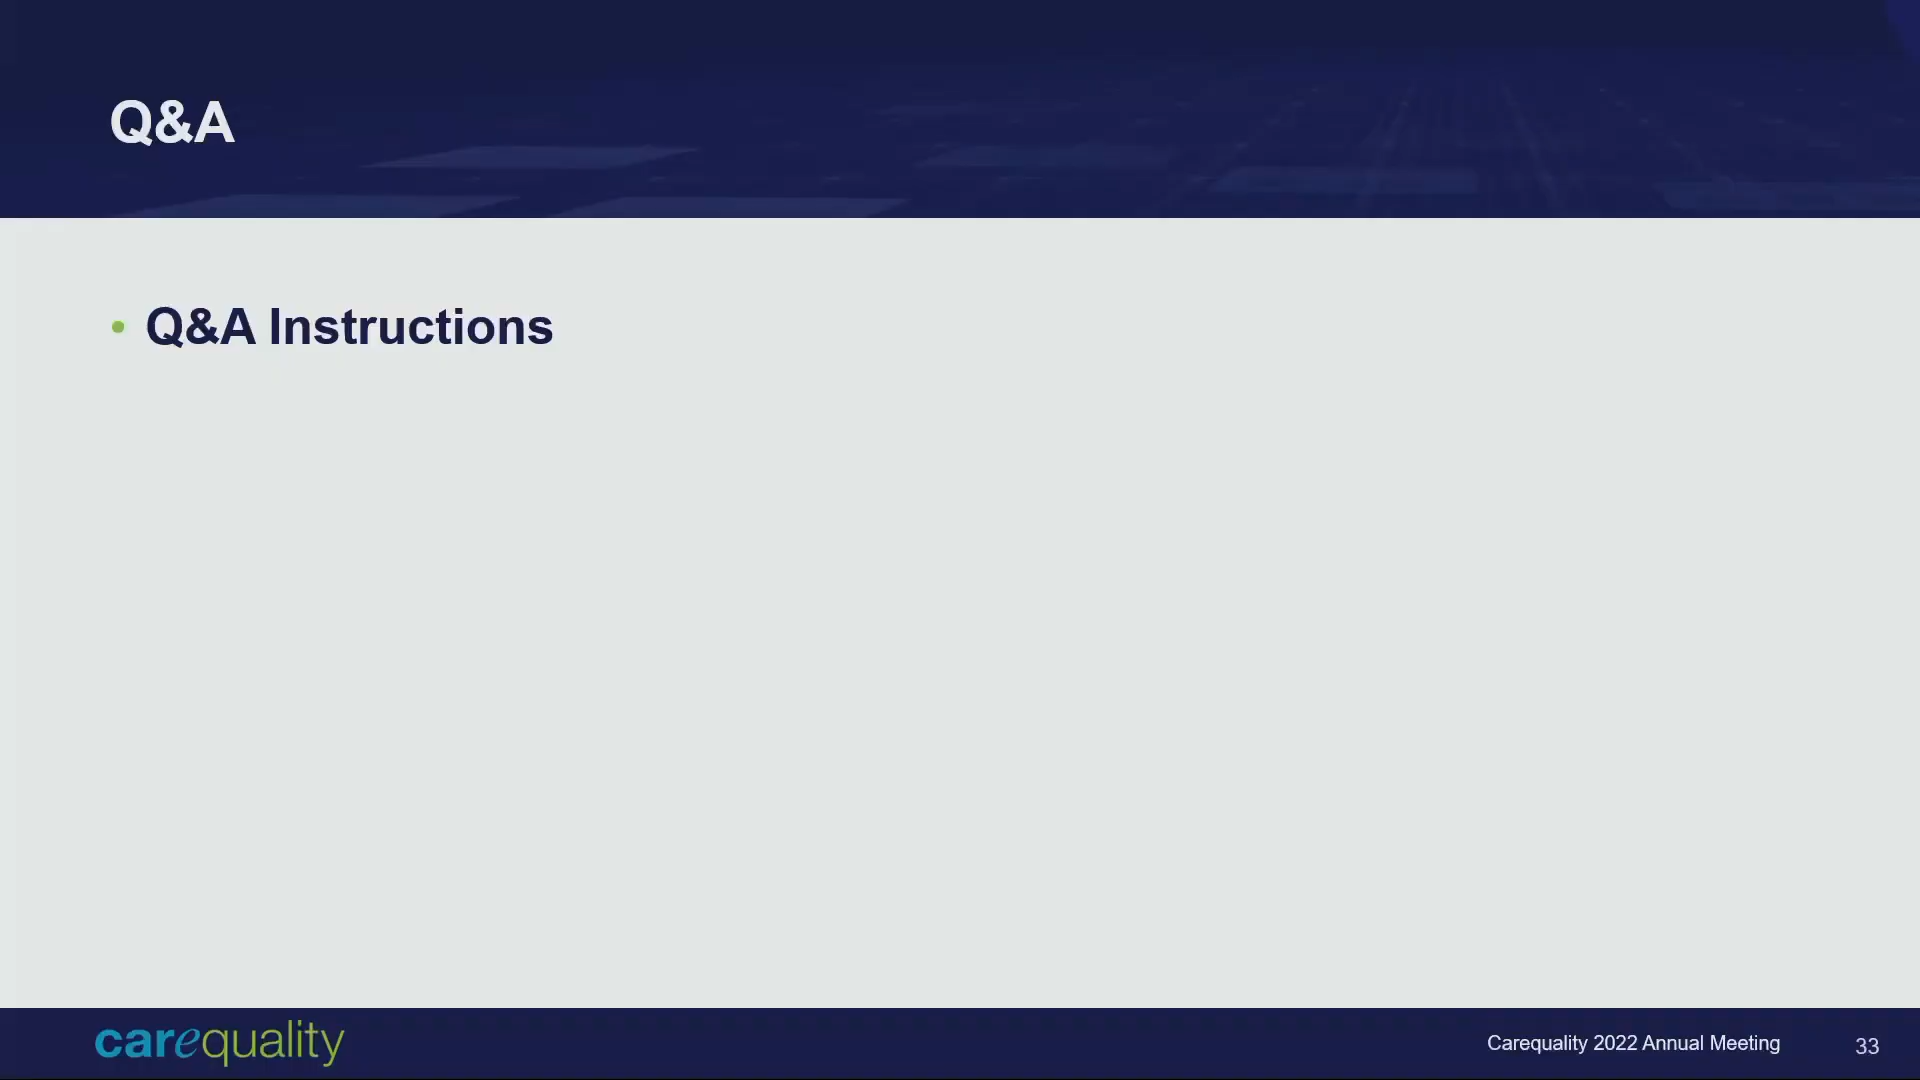 Q&A
• Q&A Instructions
carequality
Carequality 2022 Annual Meeting
33